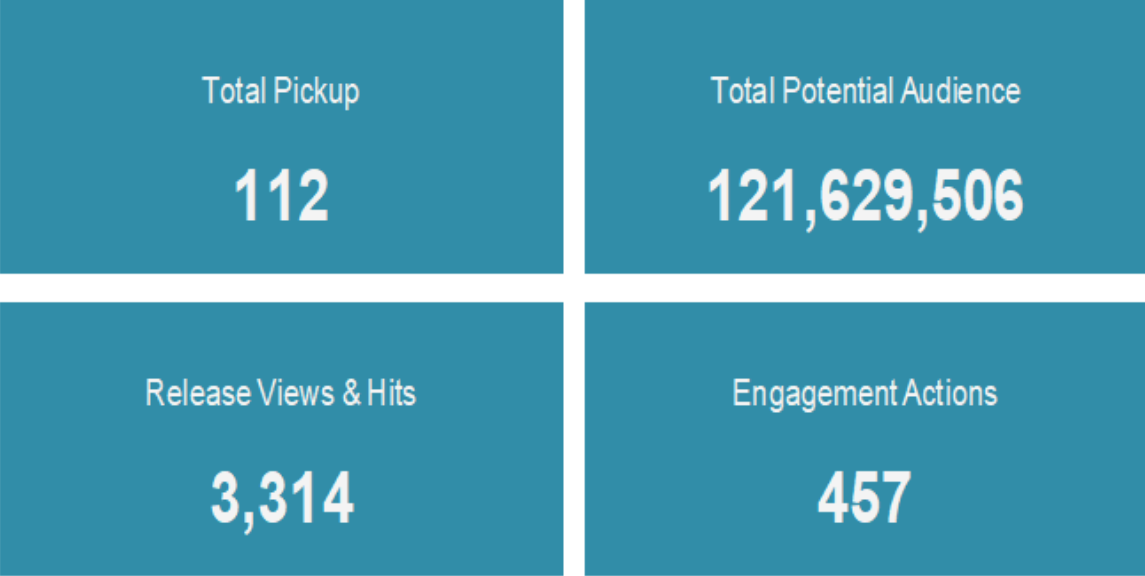 Total Pickup
112
Total Potential Audience
121,629,506
Release Views & Hits
3,314
Engagement Actions
457